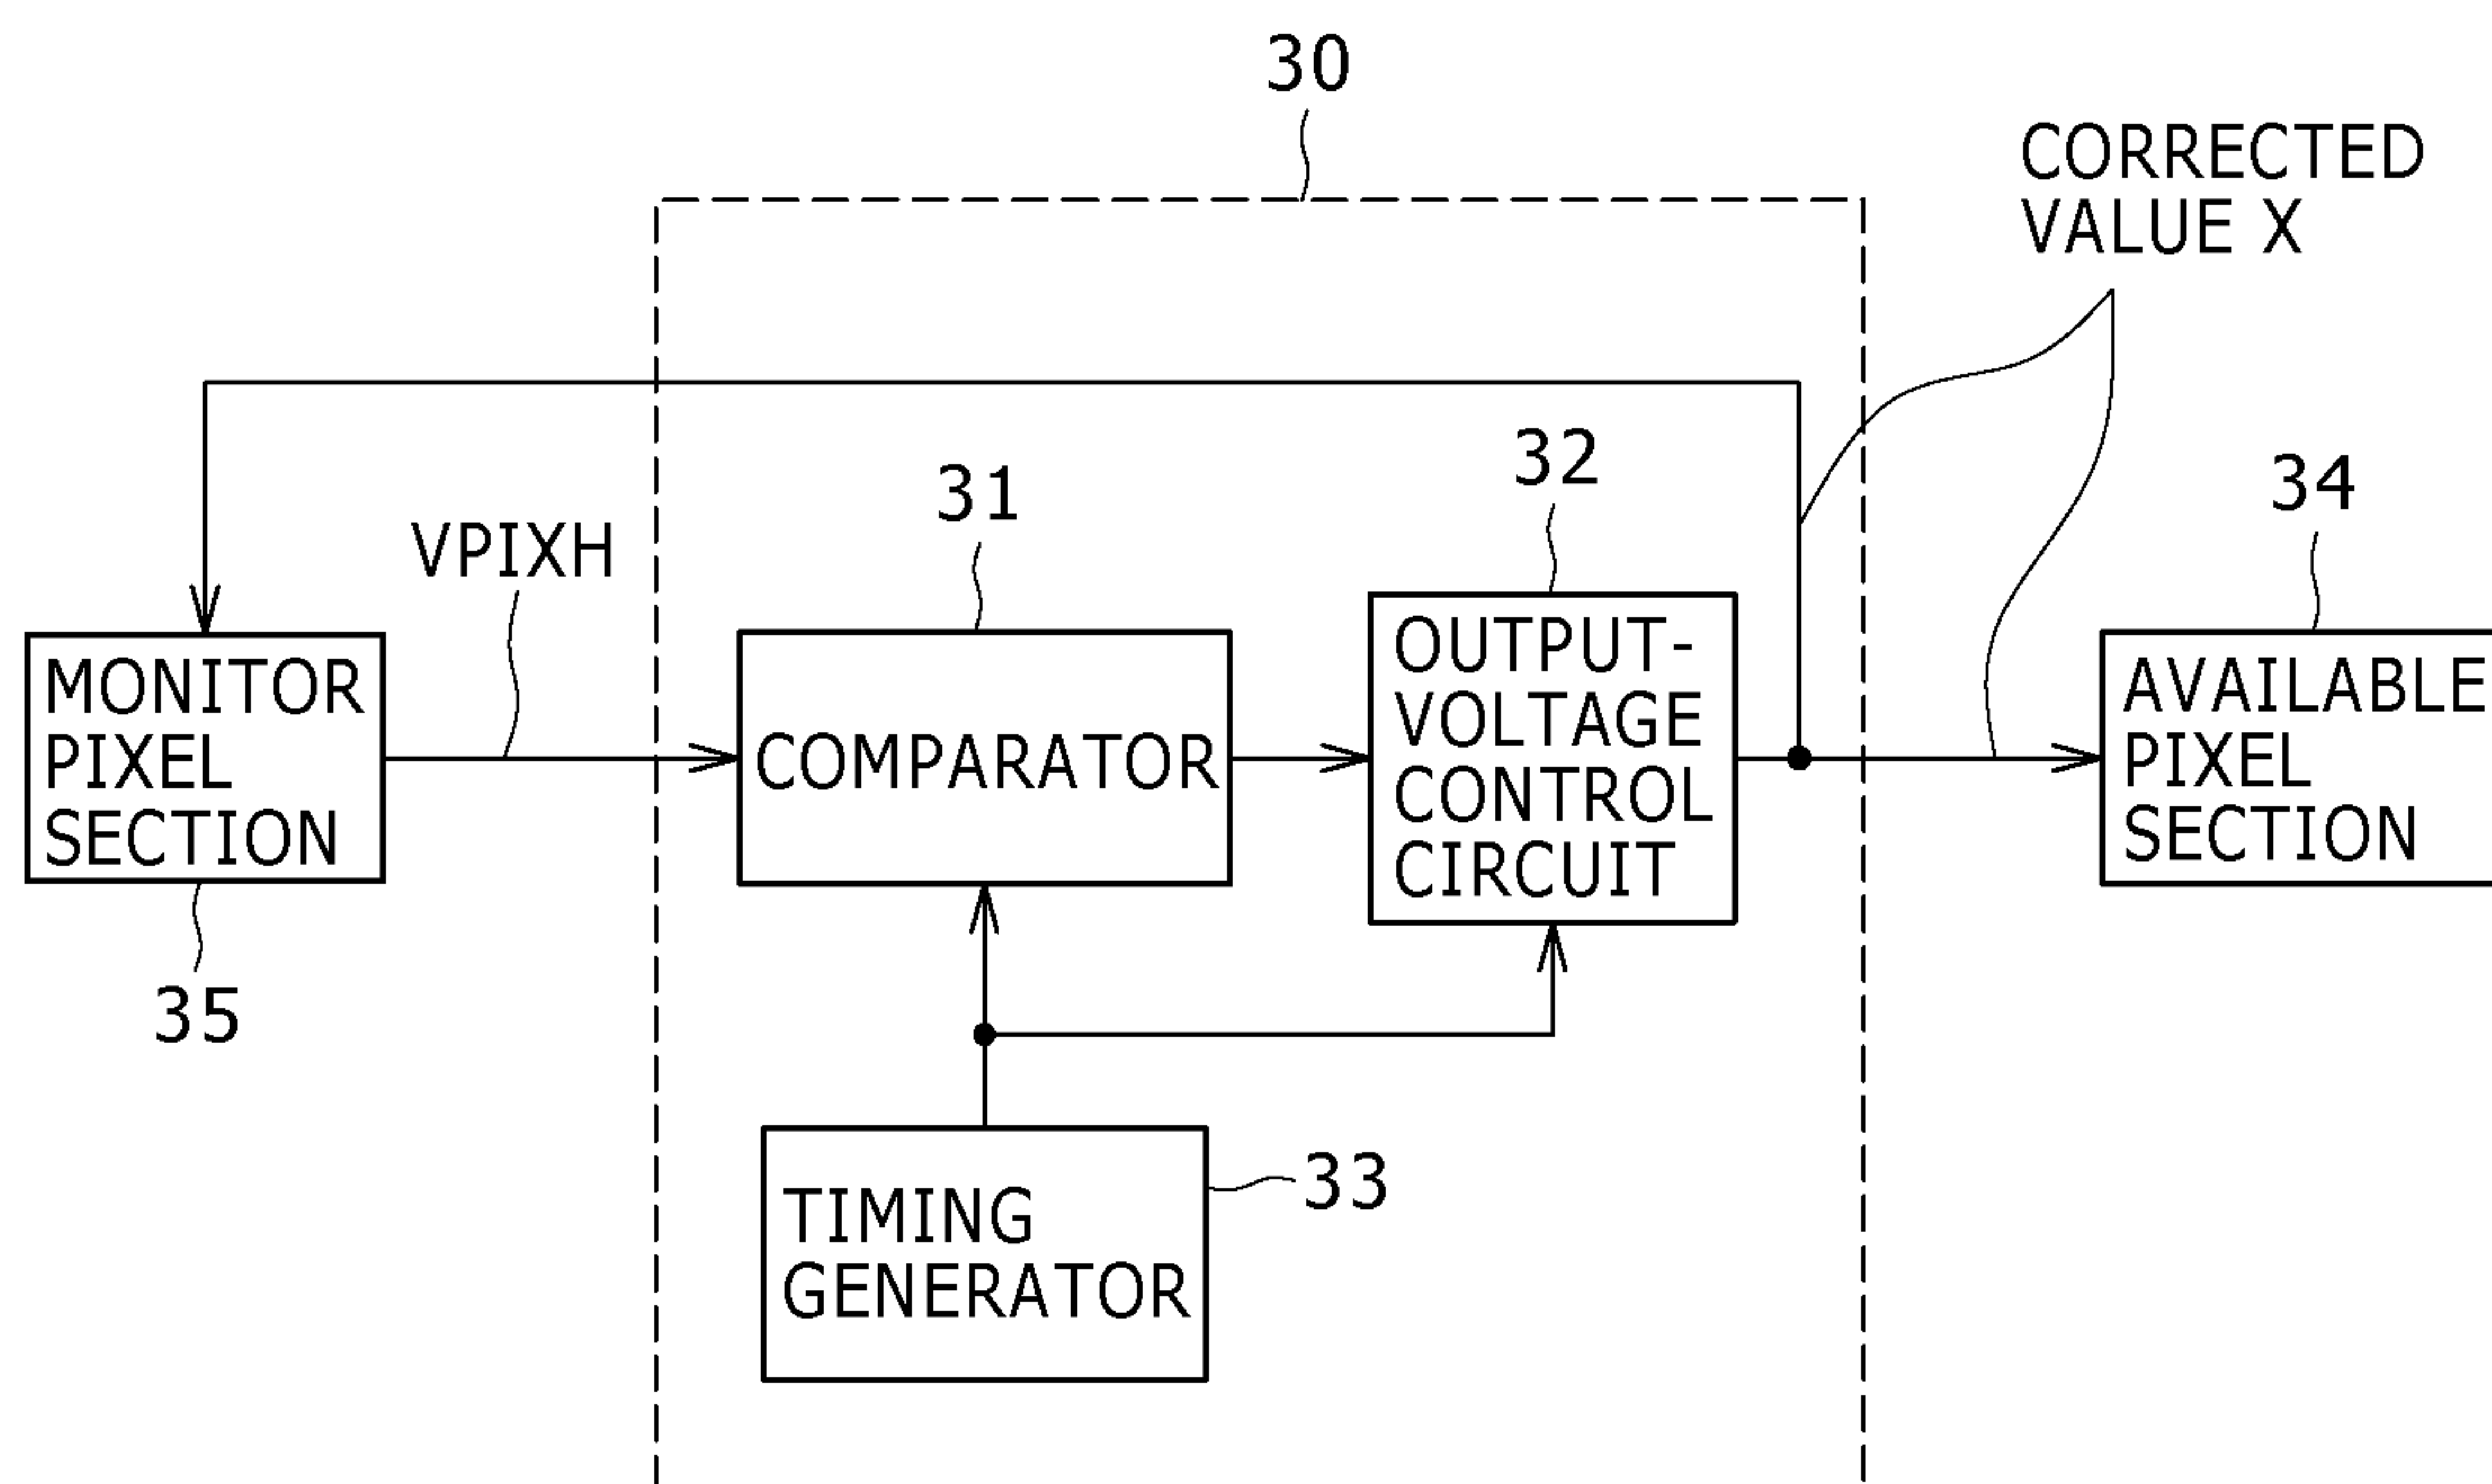 30
CORRECTED
VALUE X
32
34
31
VPIXH
MONITOR
PIXEL
SECTION
COMPARATOR
OUTPUT-
VOLTAGE
CONTROL
CIRCUIT
AVAILABLE
PIXEL
SECTION
35
TIMING
GENERATOR
33